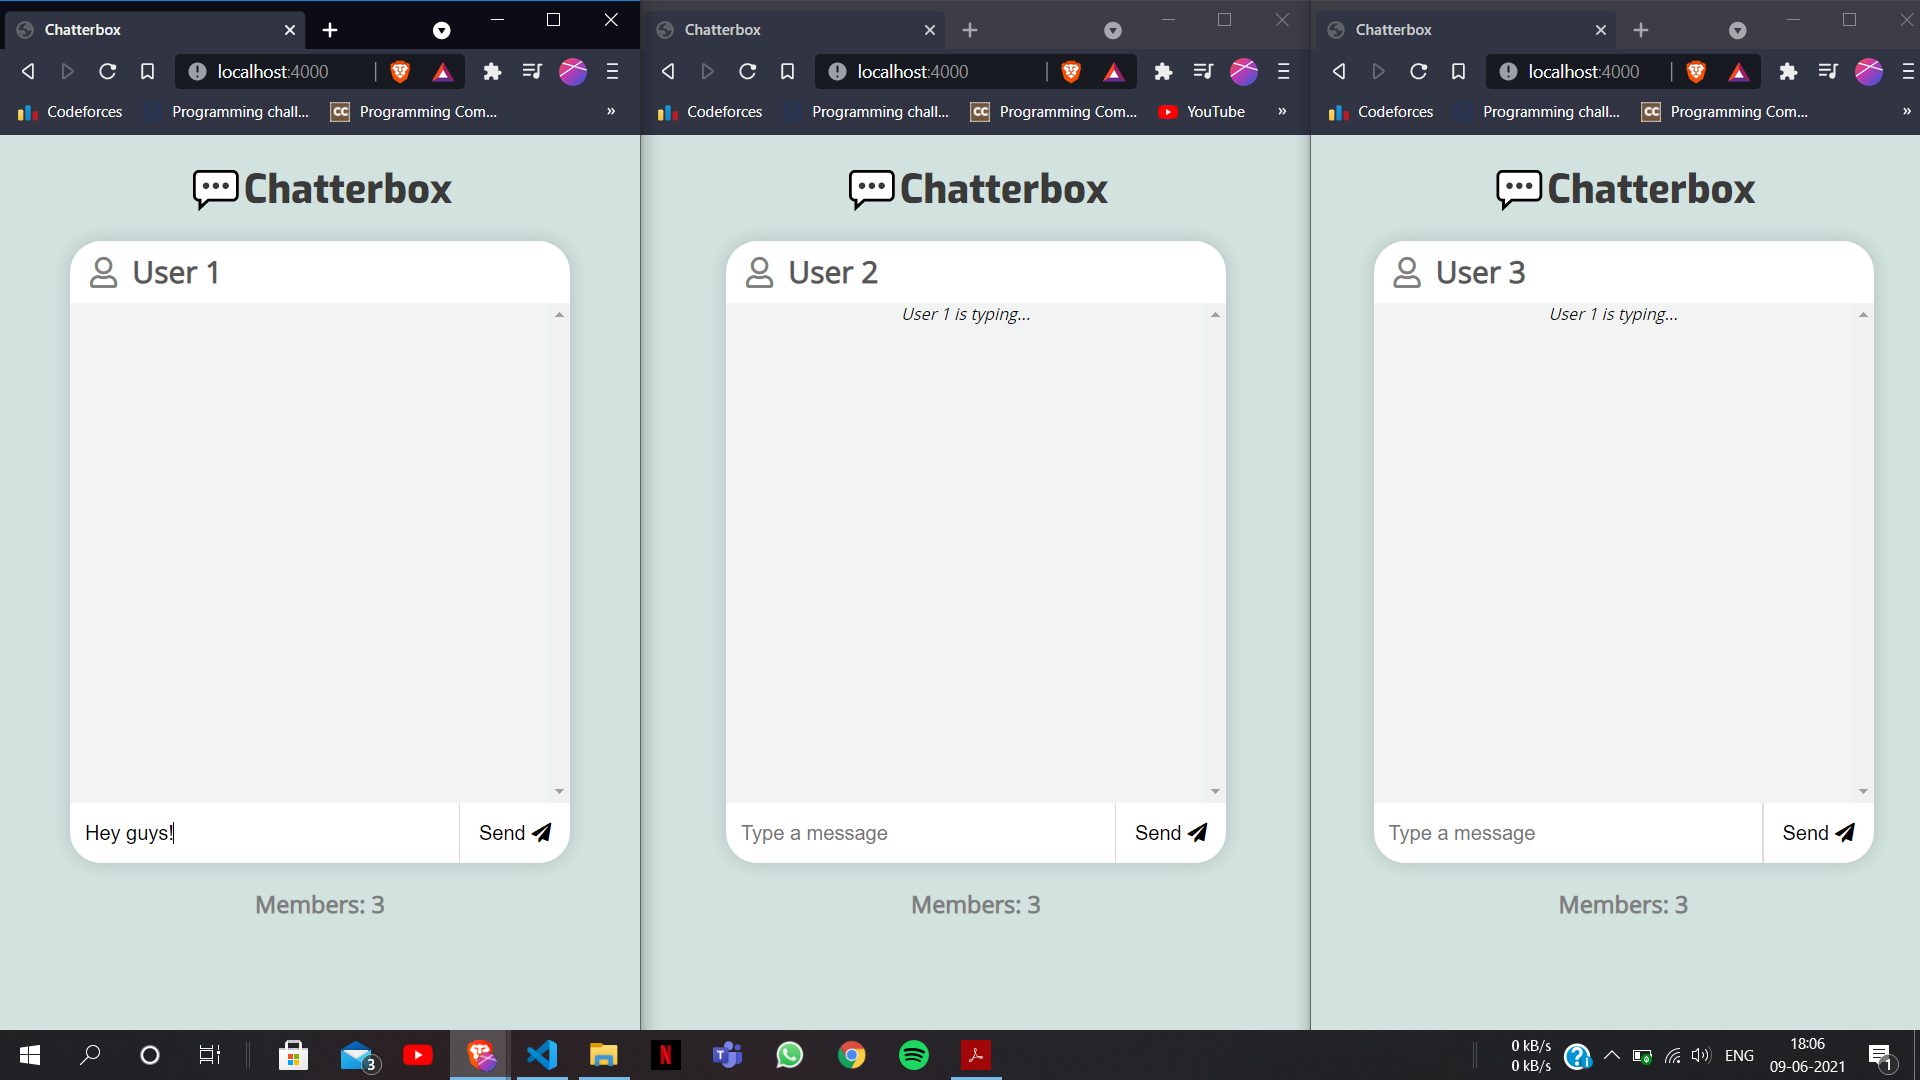 Chatterbox
localhost:4000
Codeforces
Programming chall...
CC Programming Com...
»
Chatterbox
User 1
Hey guys!
Send
Members: 3
Chatterbox
localhost:4000
Codeforces
Programming chall...
CC Programming Com...
YouTube
»
Chatterbox
User 2
User 1 is typing...
Type a message
Send
Members: 3
Chatterbox
localhost:4000
Codeforces
Programming chall...
CC Programming Com...
»
Chatterbox
User 3
User 1 is typing...
Type a message
Send
Members: 3
3
N
T
0 kB/s
0 kB/s
ENG
18:06
09-06-2021
1